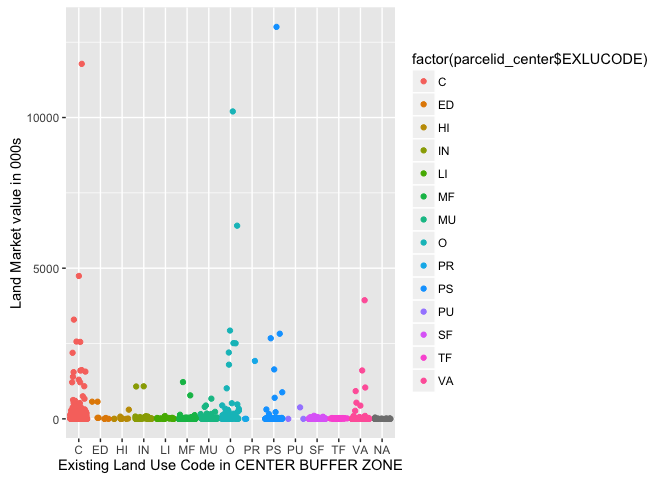 Land Market value in 000s
10000
5000
0
C ED HI IN LI MF MU O PR PS PU SF TF VA NA
Existing Land Use Code in CENTER BUFFER ZONE
factor(parcelid_center$EXLUCODE)
C
ED
HI
IN
LI
MF
MU
O
PR
PS
PU
SF
TF
VA